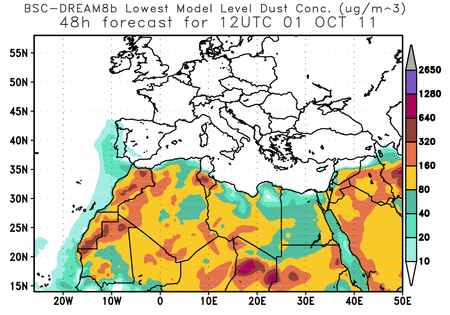 BSC-DREAM8b Lowest Model Level Dust Conc. (ug/m^3)
48h forecast for 12UTC 01 OCT 11
55N
50N
45N
40N
35N
30N
25N
20N
15N
20W
10W
0
10E
20E
30E
40E
50E
2650
1280
640
320
160
80
40
20
10